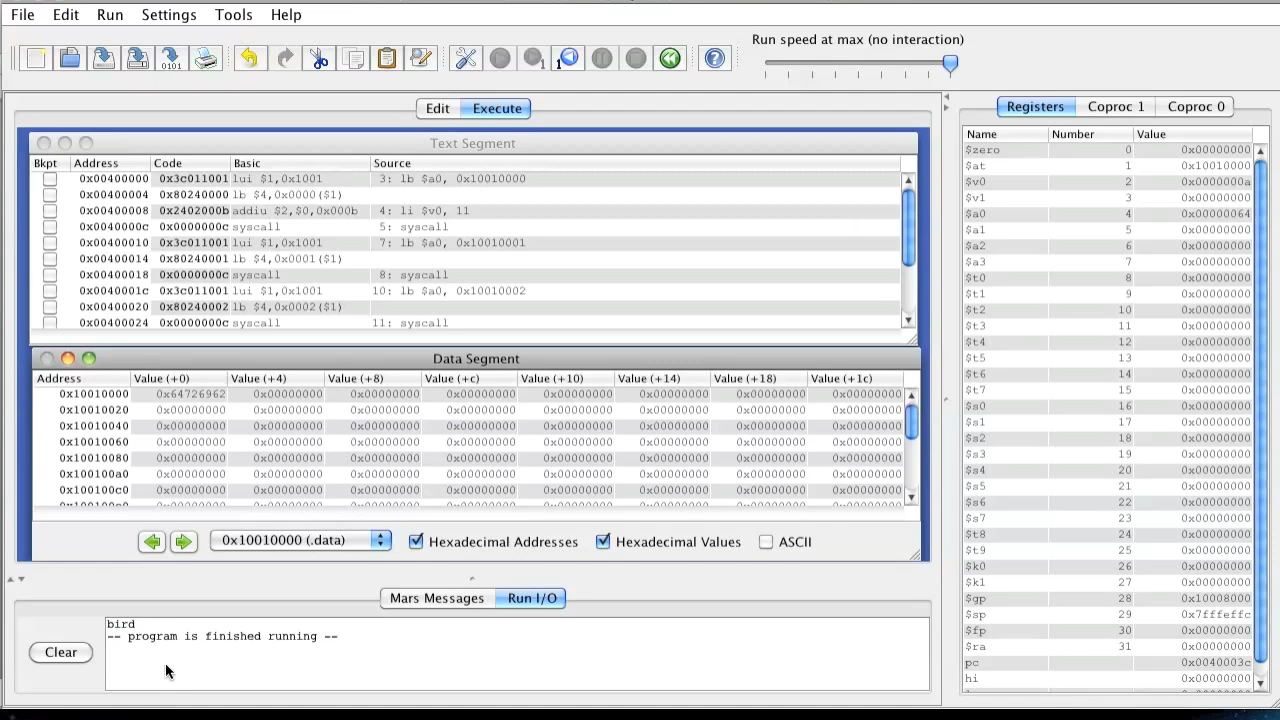 File Edit Run Settings Tools Help
Run speed at max (no interaction)
Edit Execute
Text Segment
Bkpt Address Code Basic Source
0x00400000 0x3c011001 lui $1,0x1001 3: lb $a0, 0x10010000
0x00400004 0x80240000 lb $4,0x0000($1)
0x00400008 0x2402000b addiu $2,$0,0x000b 4: li $v0, 11
0x0040000c 0x0000000c syscall 5: syscall
0x00400010 0x3c011001 lui $1,0x1001 7: lb $a0, 0x10010001
0x00400014 0x80240001 lb $4,0x0001($1)
0x00400018 0x0000000c syscall 8: syscall
0x0040001c 0x3c011001 lui $1,0x1001 10: lb $a0, 0x10010002
0x00400020 0x80240002 lb $4,0x0002($1)
0x00400024 0x0000000c syscall 11: syscall
Data Segment
Address Value (+0) Value (+4) Value (+8) Value (+c) Value (+10) Value (+14) Value (+18) Value (+1c)
0x10010000 0x64726962 0x00000000 0x00000000 0x00000000 0x00000000 0x00000000 0x00000000 0x00000000
0x10010020 0x00000000 0x00000000 0x00000000 0x00000000 0x00000000 0x00000000 0x00000000 0x00000000
0x10010040 0x00000000 0x00000000 0x00000000 0x00000000 0x00000000 0x00000000 0x00000000 0x00000000
0x10010060 0x00000000 0x00000000 0x00000000 0x00000000 0x00000000 0x00000000 0x00000000 0x00000000
0x10010080 0x00000000 0x00000000 0x00000000 0x00000000 0x00000000 0x00000000 0x00000000 0x00000000
0x100100a0 0x00000000 0x00000000 0x00000000 0x00000000 0x00000000 0x00000000 0x00000000 0x00000000
0x100100c0 0x00000000 0x00000000 0x00000000 0x00000000 0x00000000 0x00000000 0x00000000 0x00000000
0x10010000 (.data) Hexadecimal Addresses Hexadecimal Values ASCII
Mars Messages Run I/O
Clear
bird
-- program is finished running --
Registers Coproc 1 Coproc 0
Name Number Value
$zero 0 0x00000000
$at 1 0x10010000
$v0 2 0x0000000a
$v1 3 0x00000000
$a0 4 0x00000064
$a1 5 0x00000000
$a2 6 0x00000000
$a3 7 0x00000000
$t0 8 0x00000000
$t1 9 0x00000000
$t2 10 0x00000000
$t3 11 0x00000000
$t4 12 0x00000000
$t5 13 0x00000000
$t6 14 0x00000000
$t7 15 0x00000000
$s0 16 0x00000000
$s1 17 0x00000000
$s2 18 0x00000000
$s3 19 0x00000000
$s4 20 0x00000000
$s5 21 0x00000000
$s6 22 0x00000000
$s7 23 0x00000000
$t8 24 0x00000000
$t9 25 0x00000000
$k0 26 0x00000000
$k1 27 0x00000000
$gp 28 0x10008000
$sp 29 0x7fffeffc
$fp 30 0x00000000
$ra 31 0x00000000
pc 0x0040003c
hi 0x00000000